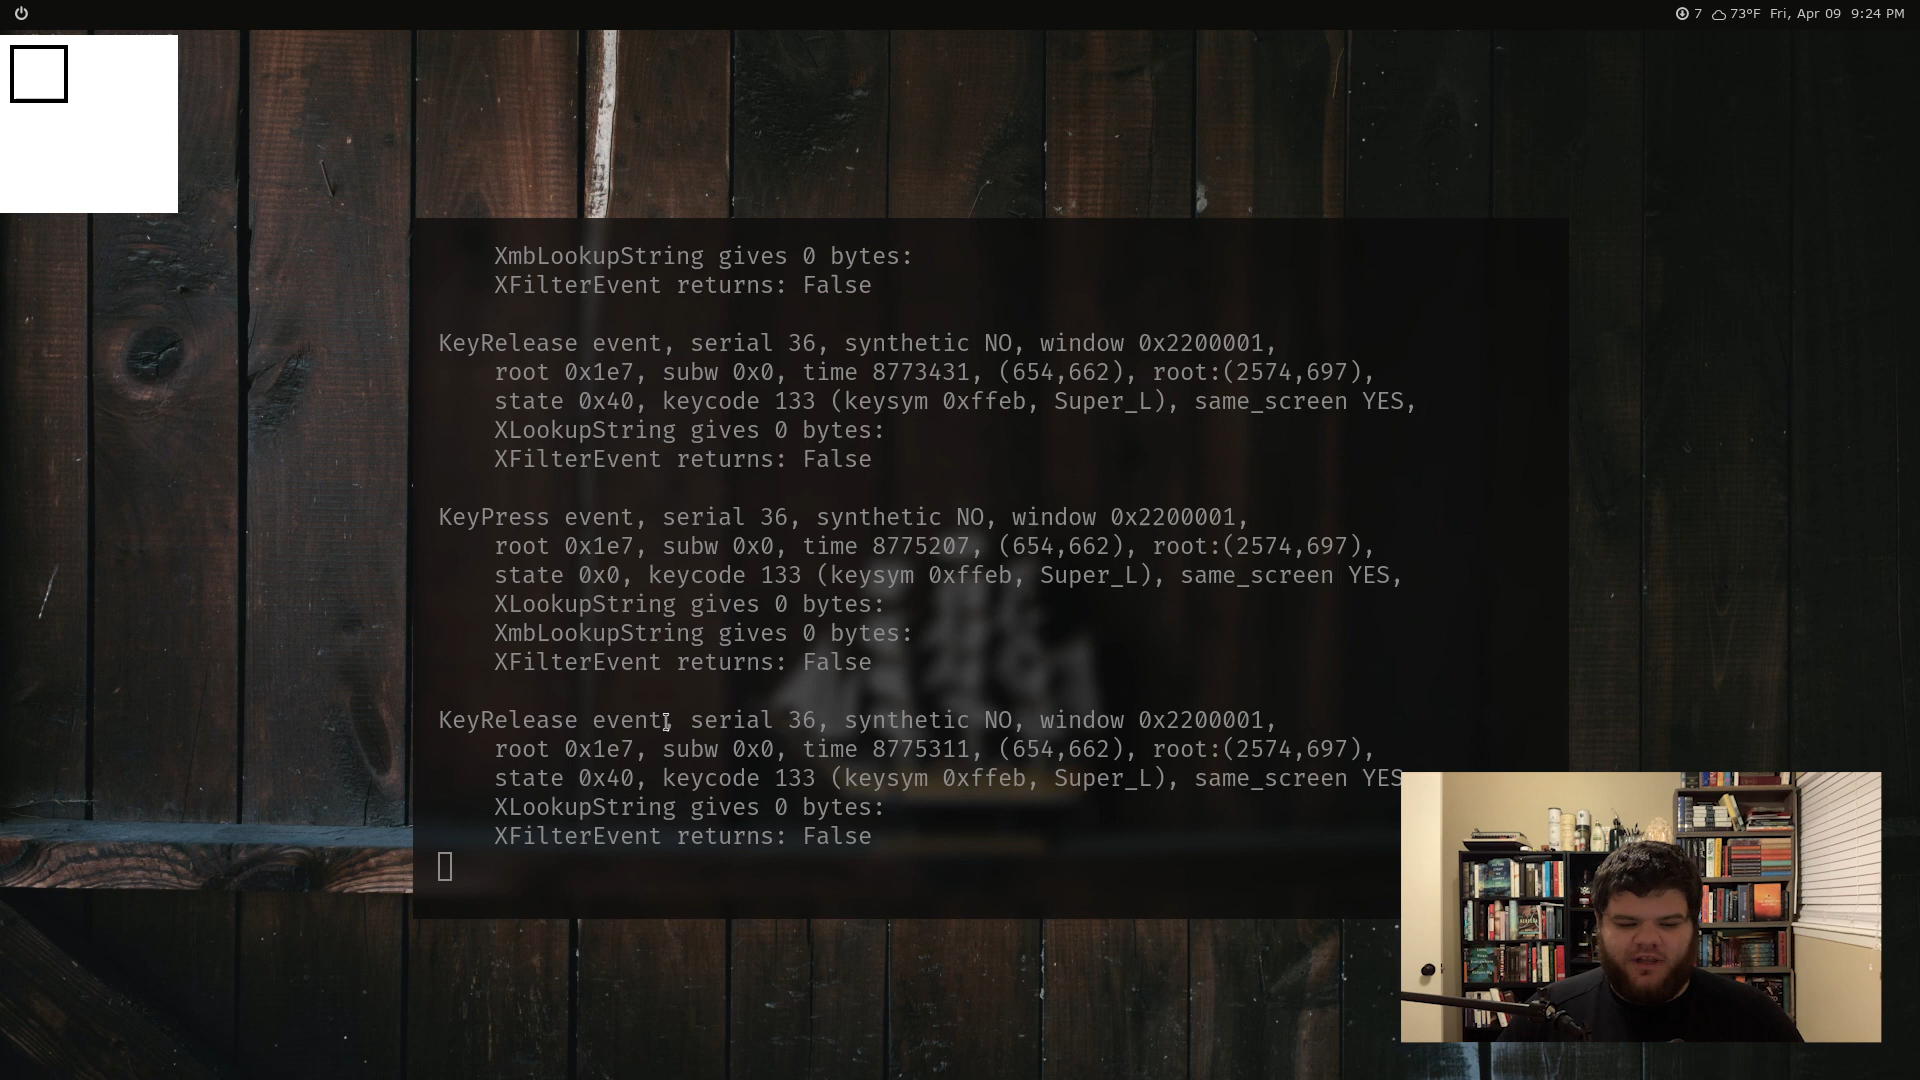 7 73°F Fri, Apr 09 9:24 PM
XmbLookupString gives 0 bytes:
XFilterEvent returns: False
KeyRelease event, serial 36, synthetic NO, window 0x2200001,
root 0x1e7, subw 0x0, time 8773431, (654,662), root:(2574,697),
state 0x40, keycode 133 (keysym 0xffeb, Super_L), same_screen YES,
XLookupString gives 0 bytes:
XFilterEvent returns: False
KeyPress event, serial 36, synthetic NO, window 0x2200001,
root 0x1e7, subw 0x0, time 8775207, (654,662), root:(2574,697),
state 0x0, keycode 133 (keysym 0xffeb, Super_L), same_screen YES,
XLookupString gives 0 bytes:
XmbLookupString gives 0 bytes:
XFilterEvent returns: False
KeyRelease event, serial 36, synthetic NO, window 0x2200001,
root 0x1e7, subw 0x0, time 8775311, (654,662), root:(2574,697),
state 0x40, keycode 133 (keysym 0xffeb, Super_L), same_screen YES
XLookupString gives 0 bytes:
XFilterEvent returns: False